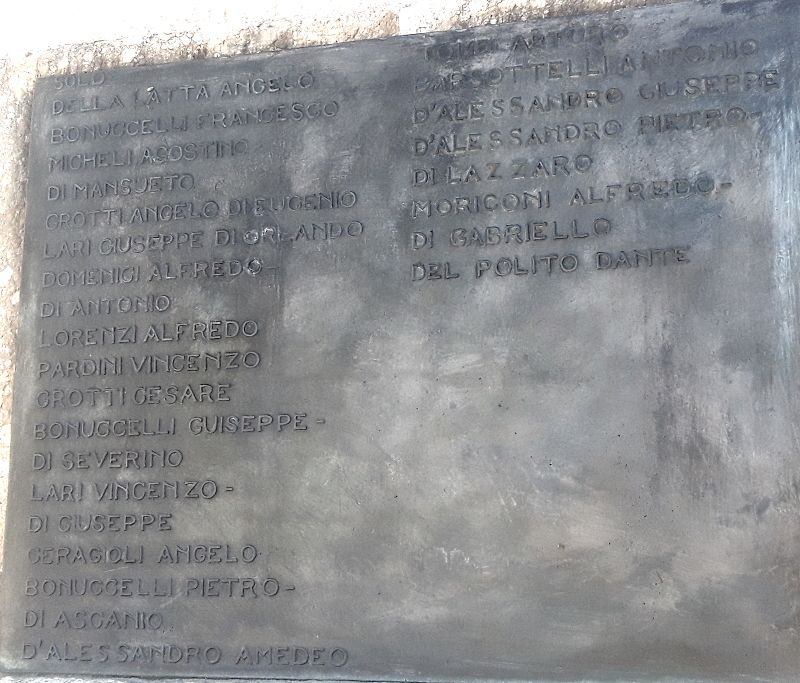 SOLD.
DELLA LATTA ANGELO
BONUCCELLI FRANCESCO
MICHELI AGOSTINO
DI MANSUETO
GROTTI ANGELO DI EUGENIO
LARI GIUSEPPE DI ORLANDO
DOMENICI ALFREDO-
DI ANTONIO
LORENZI ALFREDO
PARDINI VINCENZO
GROTTI CESARE
BONUCCELLI GUISEPPE-
DI SEVERINO
LARI VINCENZO-
DI GIUSEPPE
CERAGIOLI ANGELO
BONUCCELLI PIETRO-
DI ASCANIO
D'ALESSANDRO AMEDEO
TOMEI ARTURO
BARSOTTELLI ANTONIO
D'ALESSANDRO GIUSEPPE
D'ALESSANDRO PIETRO-
DI LAZZARO
MORICONI ALFREDO-
DI GABRIELLO
DEL POLITO DANTE